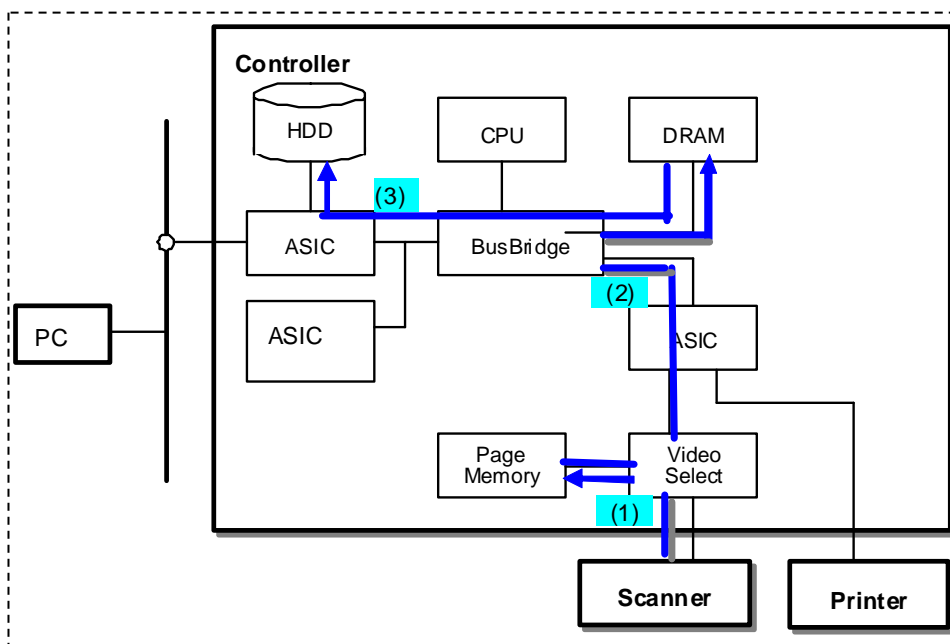 Controller
HDD
CPU
DRAM
(3)
ASIC
BusBridge
(2)
ASIC
PC
ASIC
Page
Memory
Video
Select
(1)
Scanner
Printer